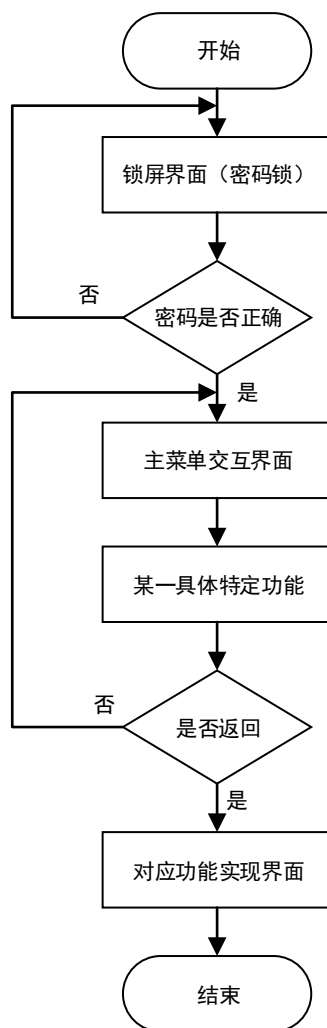 开始
锁屏界面（密码锁）
否
密码是否正确
是
主菜单交互界面
某一具体特定功能
否
是否返回
是
对应功能实现界面
结束